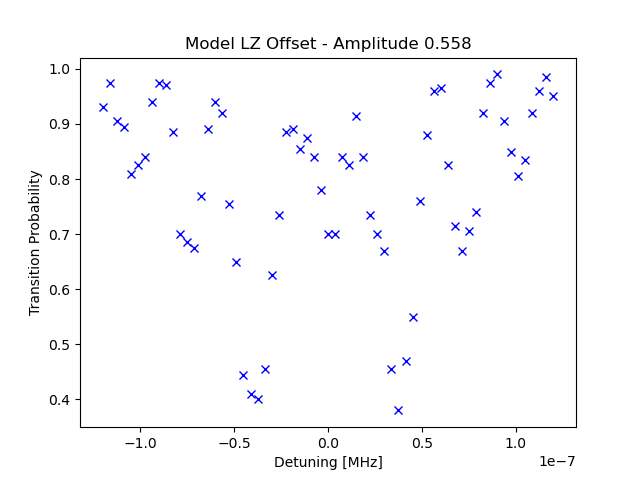 Model LZ Offset - Amplitude 0.558
Transition Probability
1.0
0.9
0.8
0.7
0.6
0.5
0.4
−1.0 −0.5 0.0 0.5 1.0
1e−7
Detuning [MHz]